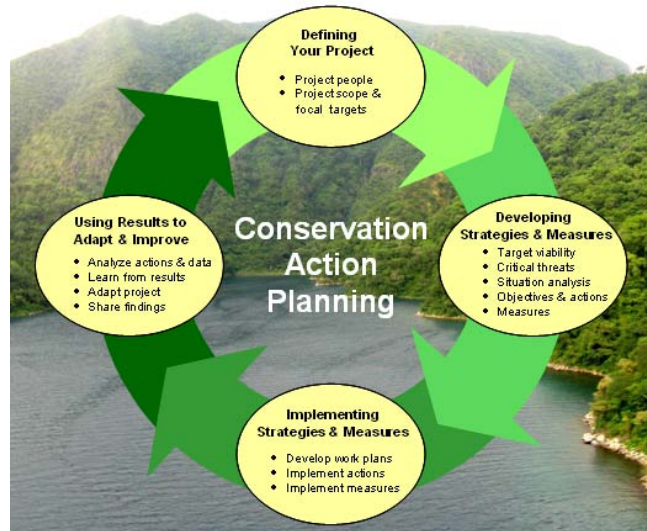 Defining
Your Project
• Project people
• Project scope &
focal targets
Developing
Strategies & Measures
• Target viability
• Critical threats
• Situation analysis
• Objectives & actions
• Measures
Implementing
Strategies & Measures
• Develop work plans
• Implement actions
• Implement measures
Using Results to
Adapt & Improve
• Analyze actions & data
• Learn from results
• Adapt project
• Share findings
Conservation
Action
Planning